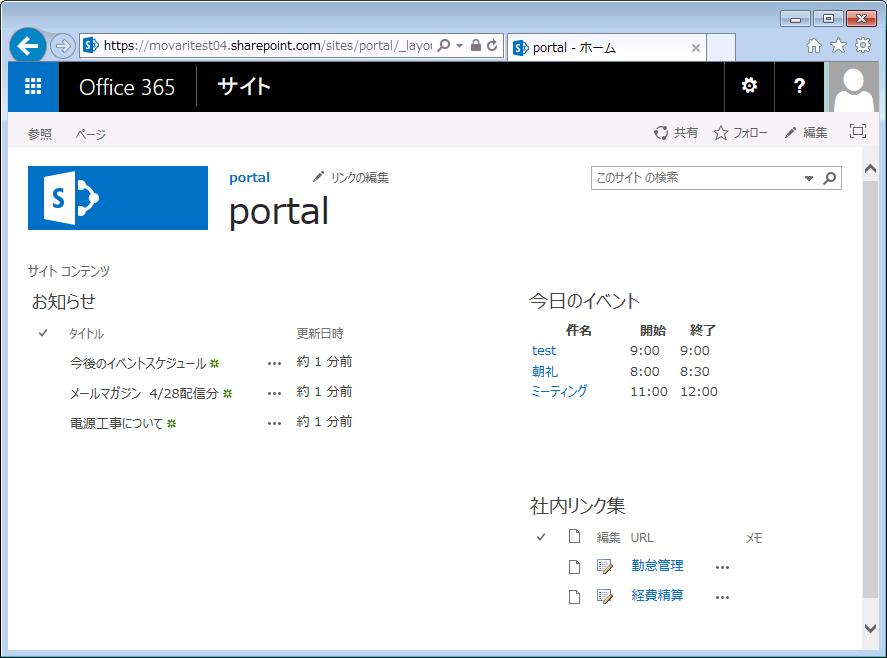 https://movaritest04.sharepoint.com/sites/portal/_layou
portal - ホーム
Office 365 サイト ?
参照 ページ 共有 フォロー 編集
S
portal リンクの編集 このサイト の検索
portal
サイト コンテンツ
お知らせ
タイトル 更新日時
今後のイベントスケジュール ... 約 1 分前
メールマガジン 4/28配信分 ... 約 1 分前
電源工事について ... 約 1 分前
今日のイベント
件名 開始 終了
test 9:00 9:00
朝礼 8:00 8:30
ミーティング 11:00 12:00
社内リンク集
編集 URL メモ
勤怠管理 ...
経費精算 ...